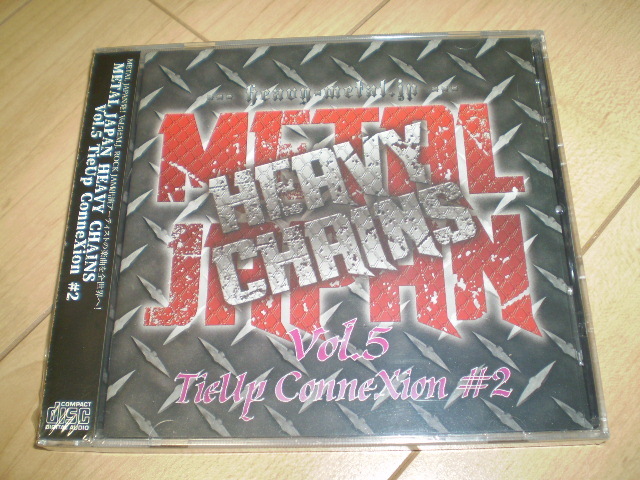 --- heavy-metal.jp ---
METAL
HEAVY
CHAINS
JAPAN
Vol.5
TieUp ConneXion #2
METAL JAPAN HEAVY CHAINS
Vol.5 TieUp ConneXion #2
COMPACT
disc
DIGITAL AUDIO